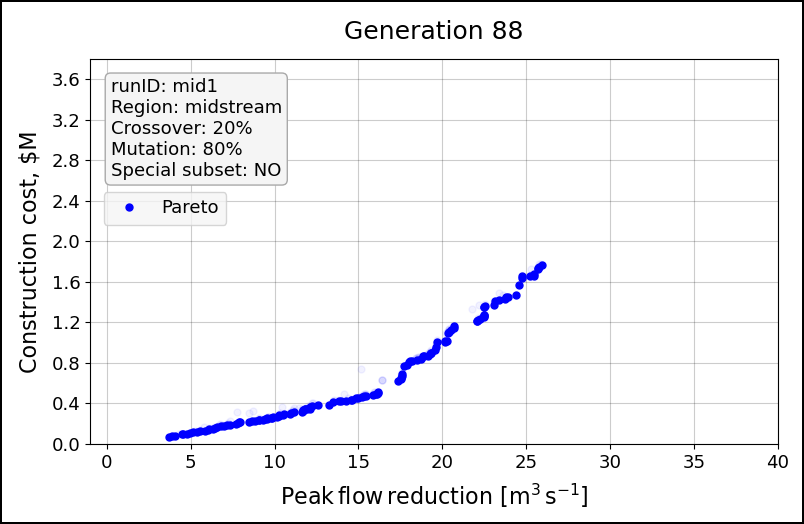 Generation 88
runID: mid1
Region: midstream
Crossover: 20%
Mutation: 80%
Special subset: NO
Pareto
Construction cost, $M
3.6
3.2
2.8
2.4
2.0
1.6
1.2
0.8
0.4
0.0
0 5 10 15 20 25 30 35 40
Peak flow reduction [m³ s⁻¹]